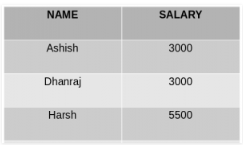 NAME SALARY
Ashish 3000
Dhanraj 3000
Harsh 5500